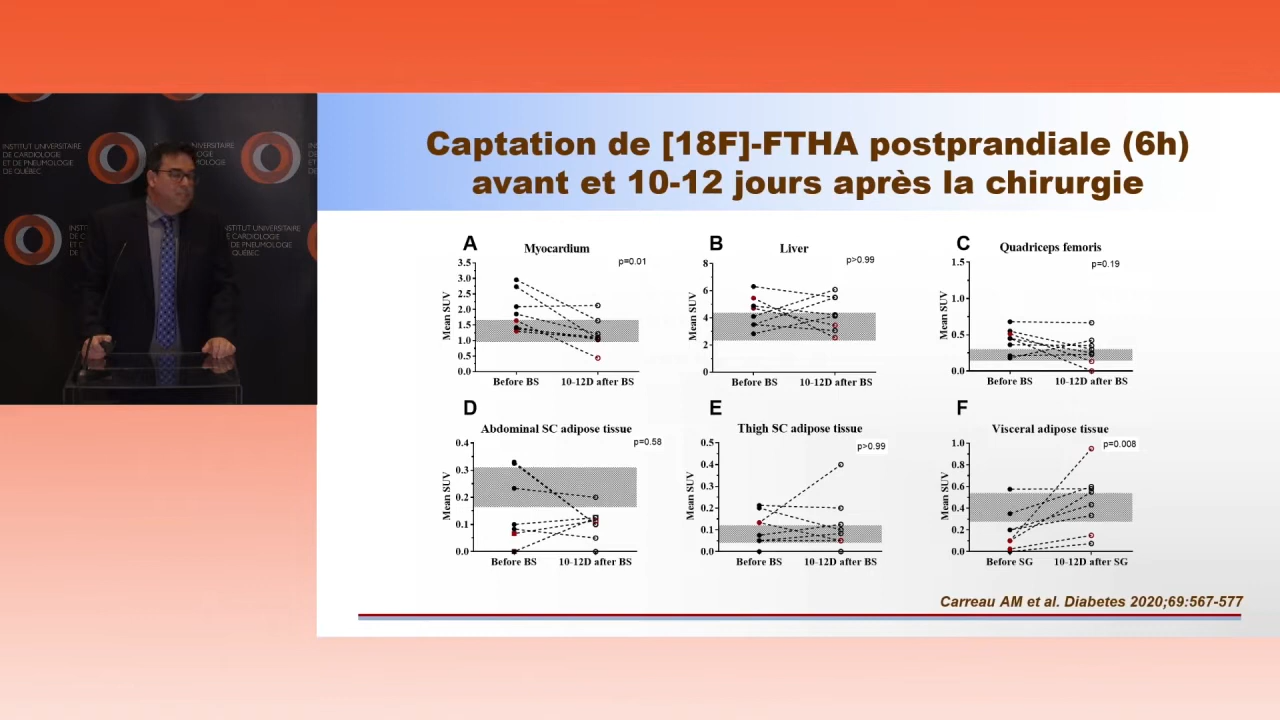 INSTITUT UNIVERSITAIRE
DE CARDIOLOGIE
ET DE PNEUMOLOGIE
DE QUÉBEC
Captation de [18F]-FTHA postprandiale (6h)
avant et 10-12 jours après la chirurgie
A
Myocardium
p=0.01
Mean SUV
3.5
3.0
2.5
2.0
1.5
1.0
0.5
0.0
Before BS
10-12D after BS
B
Liver
p>0.99
Mean SUV
8
6
4
2
0
Before BS
10-12D after BS
C
Quadriceps femoris
p=0.19
Mean SUV
1.5
1.0
0.5
0.0
Before BS
10-12D after BS
D
Abdominal SC adipose tissue
p=0.58
Mean SUV
0.4
0.3
0.2
0.1
0.0
Before BS
10-12D after BS
E
Thigh SC adipose tissue
p>0.99
Mean SUV
0.5
0.4
0.3
0.2
0.1
0.0
Before BS
10-12D after BS
F
Visceral adipose tissue
p=0.008
Mean SUV
1.0
0.8
0.6
0.4
0.2
0.0
Before SG
10-12D after SG
Carreau AM et al. Diabetes 2020;69:567-577